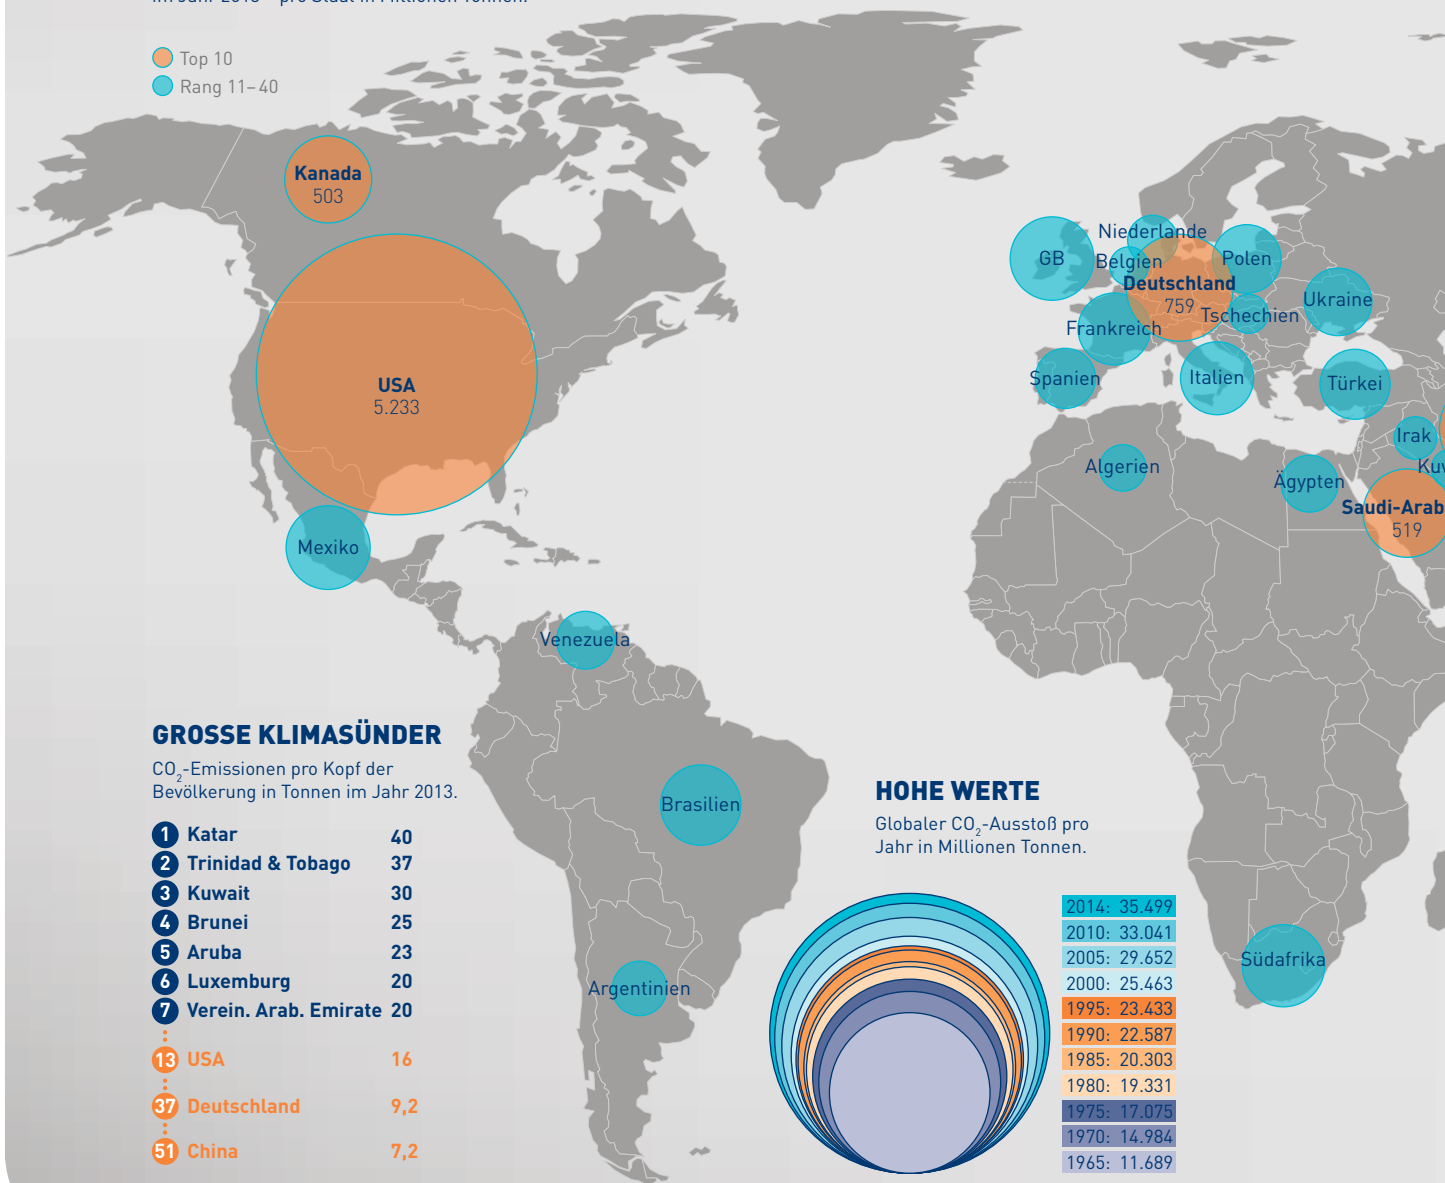 Top 10
Rang 11–40
Kanada
503
USA
5.233
Mexiko
Venezuela
Brasilien
Argentinien
Niederlande
GB
Belgien
Polen
Deutschland
759
Tschechien
Ukraine
Frankreich
Spanien
Italien
Türkei
Irak
Algerien
Ägypten
Saudi-Arab
519
Südafrika
GROSSE KLIMASÜNDER
CO₂-Emissionen pro Kopf der
Bevölkerung in Tonnen im Jahr 2013.
1 Katar 40
2 Trinidad & Tobago 37
3 Kuwait 30
4 Brunei 25
5 Aruba 23
6 Luxemburg 20
7 Verein. Arab. Emirate 20
13 USA 16
37 Deutschland 9,2
51 China 7,2
HOHE WERTE
Globaler CO₂-Ausstoß pro
Jahr in Millionen Tonnen.
2014: 35.499
2010: 33.041
2005: 29.652
2000: 25.463
1995: 23.433
1990: 22.587
1985: 20.303
1980: 19.331
1975: 17.075
1970: 14.984
1965: 11.689